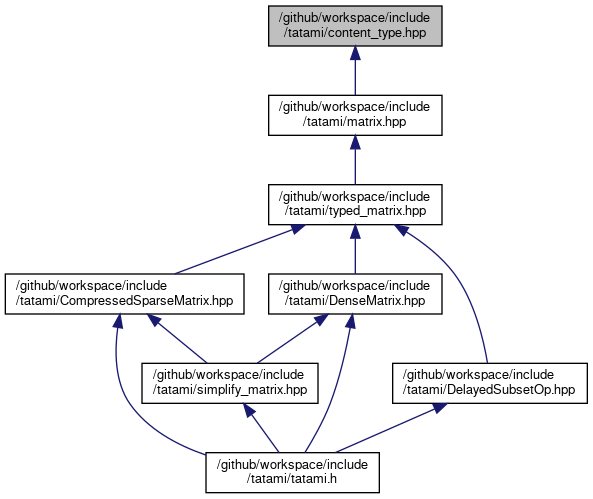 /github/workspace/include
/tatami/content_type.hpp
/github/workspace/include
/tatami/matrix.hpp
/github/workspace/include
/tatami/typed_matrix.hpp
/github/workspace/include
/tatami/CompressedSparseMatrix.hpp
/github/workspace/include
/tatami/DenseMatrix.hpp
/github/workspace/include
/tatami/simplify_matrix.hpp
/github/workspace/include
/tatami/DelayedSubsetOp.hpp
/github/workspace/include
/tatami/tatami.h